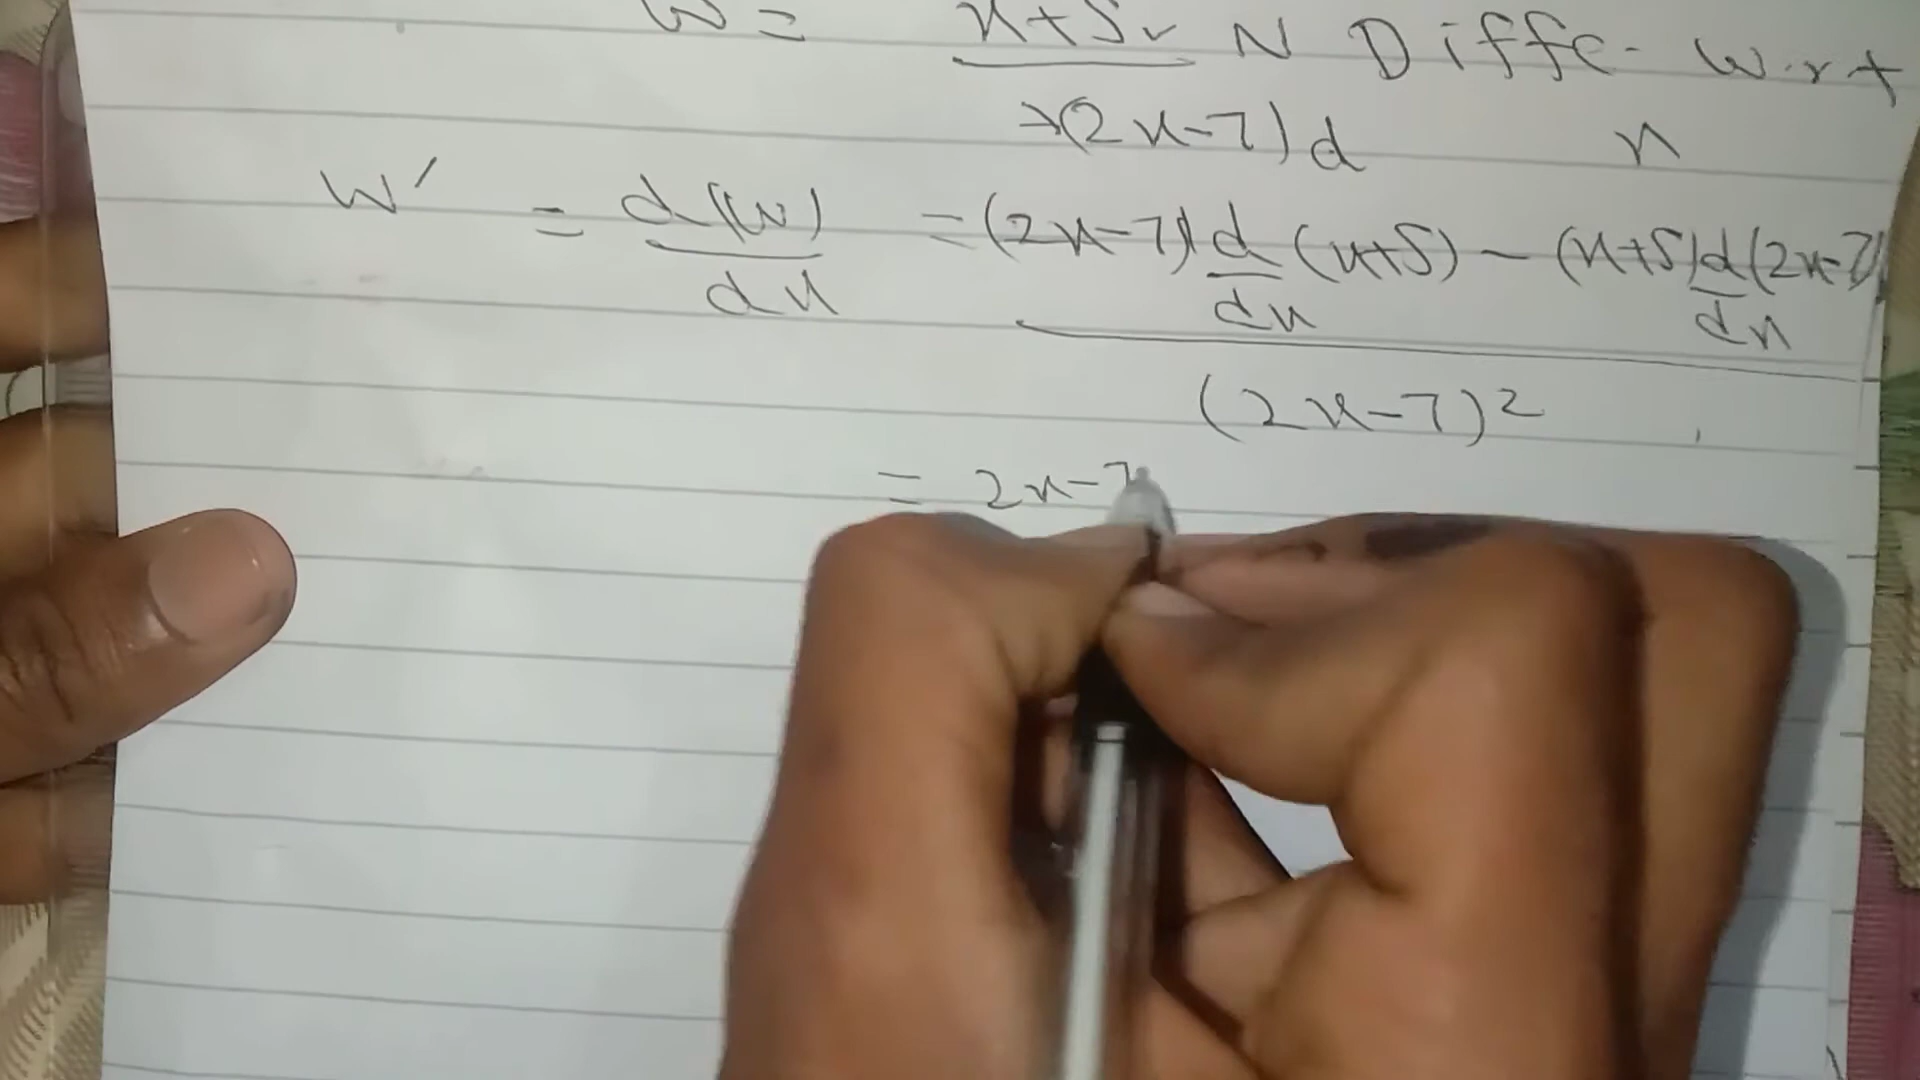 W = x+5 N Diffe- w.r.t
(2x-7) d x
W' = d(w) = (2x-7) d (x+5) - (x+5) d (2x-7)
dx dx dx
(2x-7)²
= 2x-7